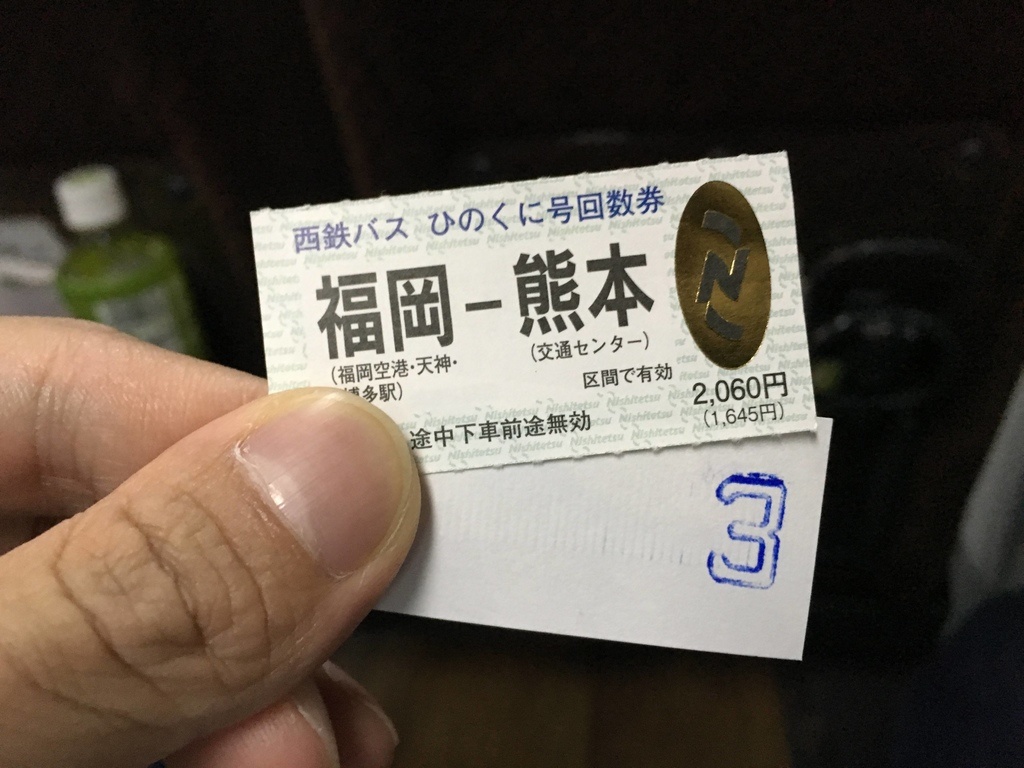 西鉄バス ひのくに号回数券
福岡－熊本
(福岡空港・天神・
博多駅)
(交通センター)
区間で有効
2,060円
(1,645円)
途中下車前途無効
3